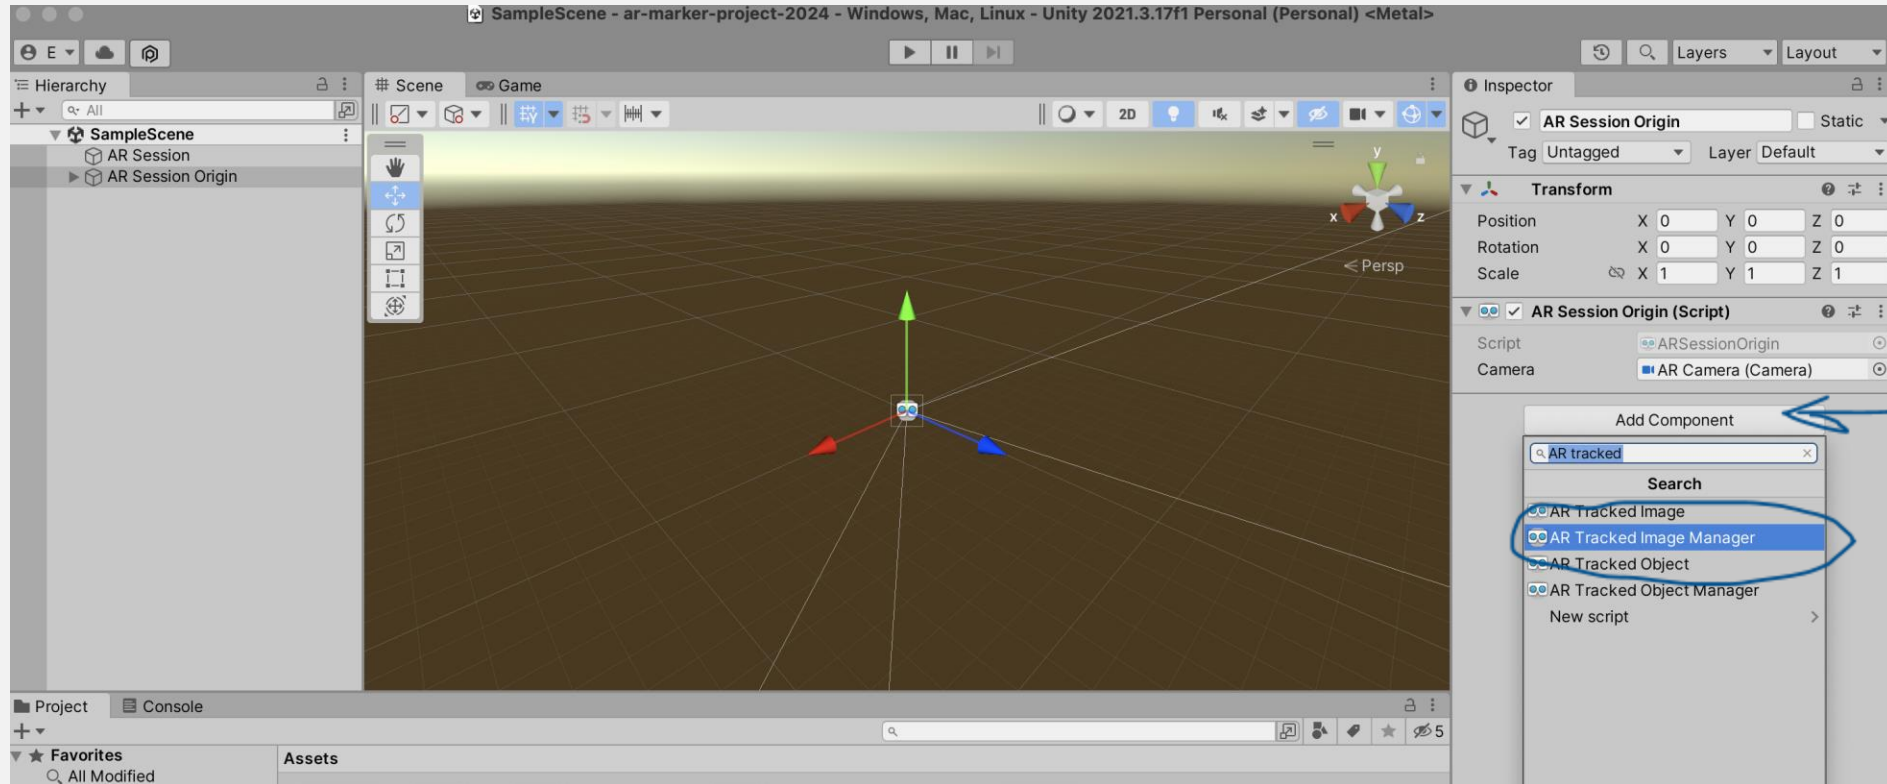 SampleScene - ar-marker-project-2024 - Windows, Mac, Linux - Unity 2021.3.17f1 Personal (Personal) <Metal>
E
Layers
Layout
Hierarchy
All
SampleScene
AR Session
AR Session Origin
Scene
Game
2D
y
x
z
Persp
Inspector
AR Session Origin
Static
Tag Untagged
Layer Default
Transform
Position X 0 Y 0 Z 0
Rotation X 0 Y 0 Z 0
Scale X 1 Y 1 Z 1
AR Session Origin (Script)
Script ARSessionOrigin
Camera AR Camera (Camera)
Add Component
AR tracked
Search
AR Tracked Image
AR Tracked Image Manager
AR Tracked Object
AR Tracked Object Manager
New script
Project
Console
5
Favorites
All Modified
Assets